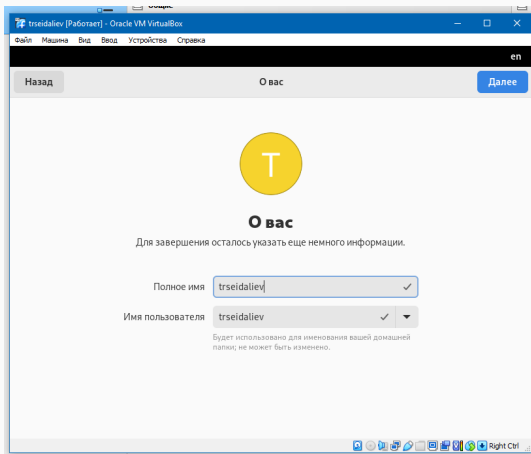 Общие
trseidaliev [Работает] - Oracle VM VirtualBox
Файл Машина Вид Ввод Устройства Справка
en
Назад О вас Далее
T
О вас
Для завершения осталось указать еще немного информации.
Полное имя trseidaliev
Имя пользователя trseidaliev
Будет использовано для именования вашей домашней
папки; не может быть изменено.
Right Ctrl